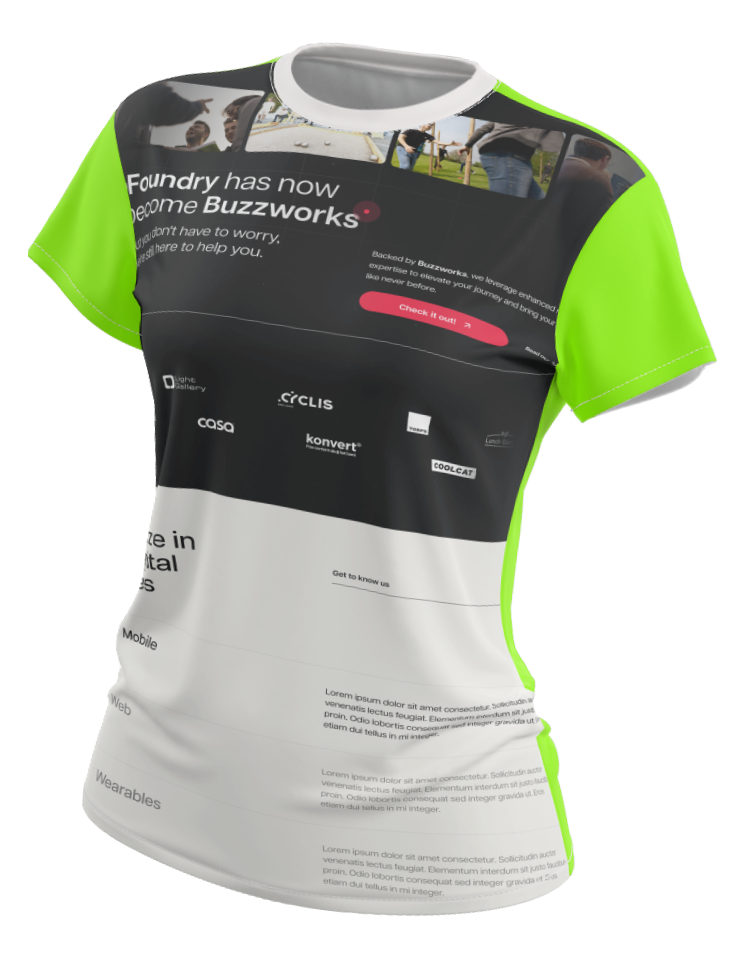 Foundry has now
become Buzzworks
you don't have to worry,
still here to help you.
Backed by Buzzworks. we leverage enhanced
expertise to elevate your journey and bring your
like never before.
Check it out!
Read
Light
Gallery
CYCLIS
casa
konvert
TORFS
COOLCAT
ze in
ntal
es
Get to know us
Mobile
Web
Lorem ipsum dolor sit amet consectetur. Sollicitudin
venenatis lectus feugiat. Elementum interdum sit justo
proin. Odio lobortis consequat sed integer gravida ut
etiam dui tellus in mi integer.
Wearables
Lorem ipsum dolor sit amet consectetur. Sollicitudin auctor
venenatis lectus feugiat. Elementum interdum sit justo faucib
proin. Odio lobortis consequat sed integer gravida ut. Eros
etiam dui tellus in mi integer.
Lorem ipsum dolor sit amet consectetur. Sollicitudin auctor
venenatis lectus feugiat. Elementum interdum sit justo faucibus
proin. Odio lobortis consequat sed integer gravida ut
etiam dui tellus in mi integer.